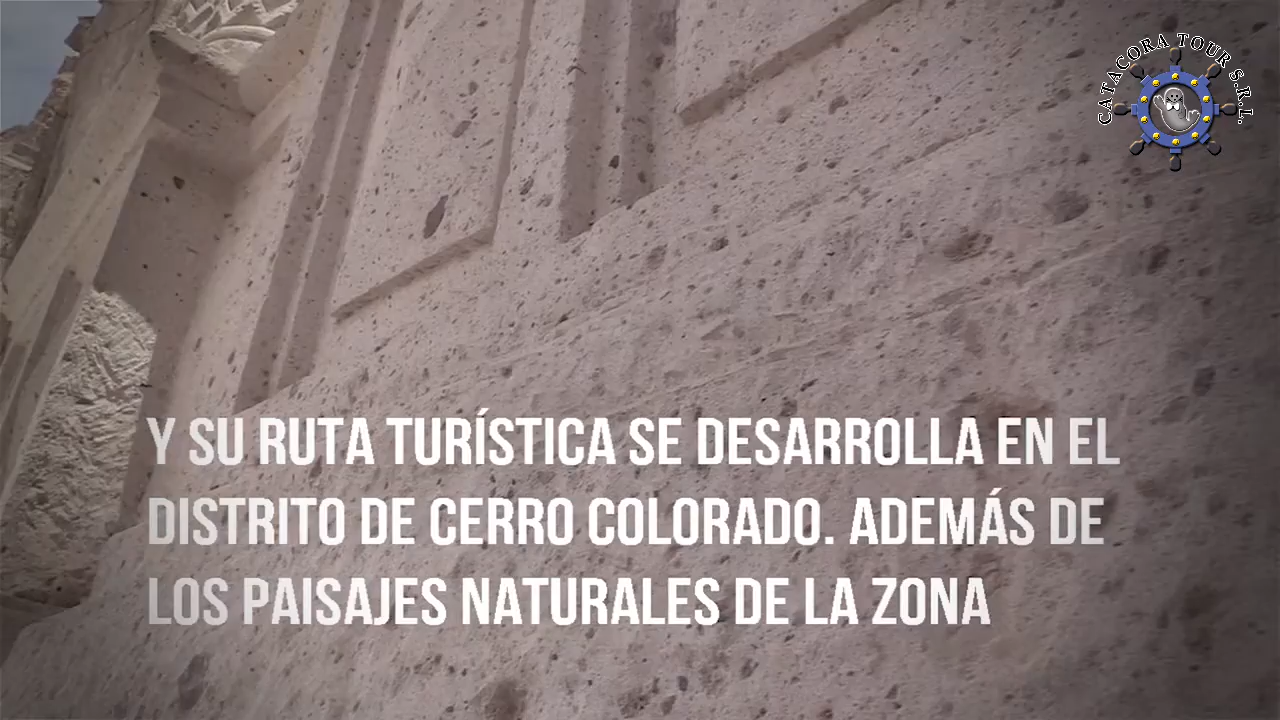 CATACORA TOUR S.R.L.
Y SU RUTA TURÍSTICA SE DESARROLLA EN EL
DISTRITO DE CERRO COLORADO. ADEMÁS DE
LOS PAISAJES NATURALES DE LA ZONA